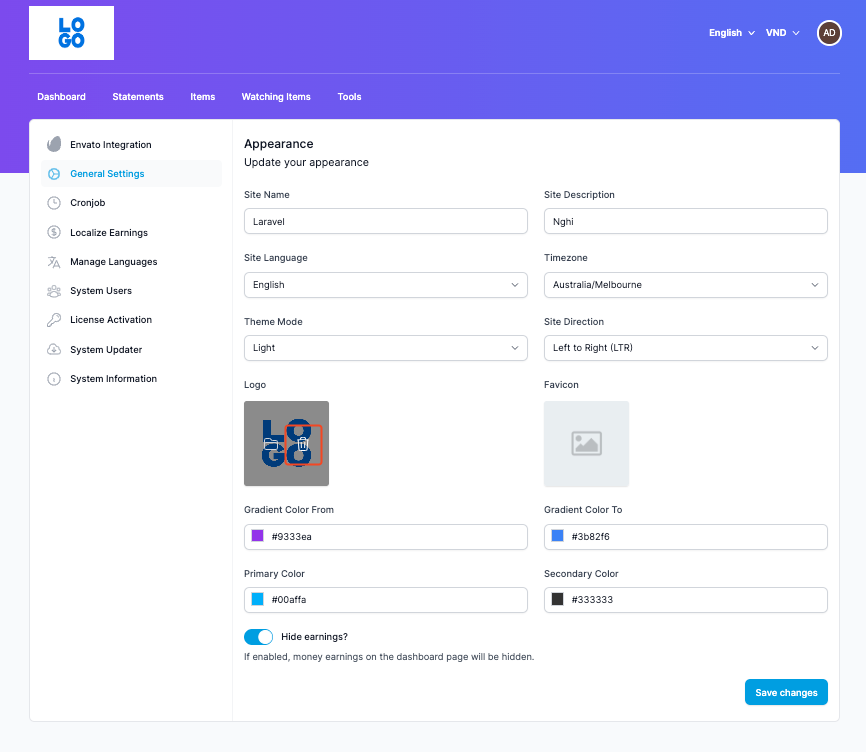 LO
GO
English
VND
AD
Dashboard
Statements
Items
Watching Items
Tools
Envato Integration
General Settings
Cronjob
Localize Earnings
Manage Languages
System Users
License Activation
System Updater
System Information
Appearance
Update your appearance
Site Name
Site Description
Laravel
Nghi
Site Language
Timezone
English
Australia/Melbourne
Theme Mode
Site Direction
Light
Left to Right (LTR)
Logo
Favicon
LO
GO
Gradient Color From
Gradient Color To
#9333ea
#3b82f6
Primary Color
Secondary Color
#00affa
#333333
Hide earnings?
If enabled, money earnings on the dashboard page will be hidden.
Save changes